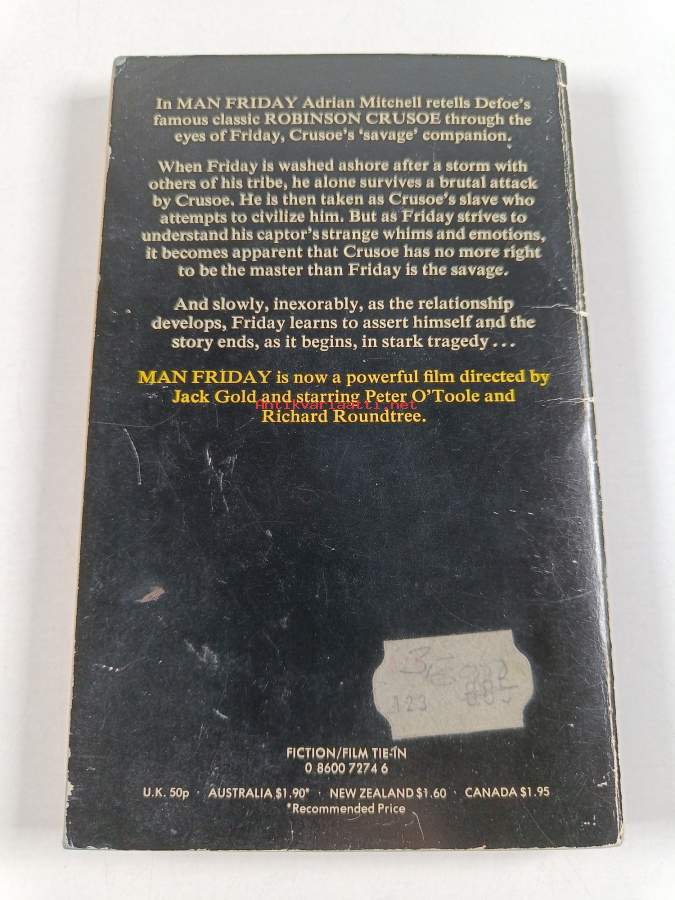 In MAN FRIDAY Adrian Mitchell retells Defoe's
famous classic ROBINSON CRUSOE through the
eyes of Friday, Crusoe's 'savage' companion.
When Friday is washed ashore after a storm with
others of his tribe, he alone survives a brutal attack
by Crusoe. He is then taken as Crusoe's slave who
attempts to civilize him. But as Friday strives to
understand his captor's strange whims and emotions,
it becomes apparent that Crusoe has no more right
to be the master than Friday is the savage.
And slowly, inexorably, as the relationship
develops, Friday learns to assert himself and the
story ends, as it begins, in stark tragedy...
MAN FRIDAY is now a powerful film directed by
Jack Gold and starring Peter O'Toole and
Antikvariaatti.net
Richard Roundtree.
123
FICTION/FILM TIE-IN
0 8600 7274 6
U.K. 50p · AUSTRALIA $1.90* · NEW ZEALAND $1.60 · CANADA $1.95
*Recommended Price